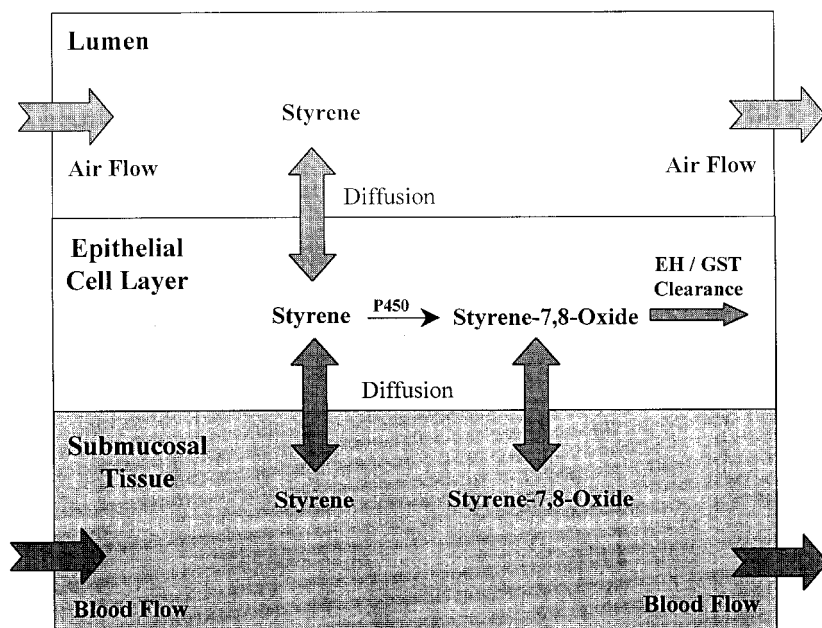 Lumen
Styrene
Air Flow
Air Flow
Diffusion
Epithelial
Cell Layer
EH / GST
Clearance
Styrene
P450
Styrene-7,8-Oxide
Diffusion
Submucosal
Tissue
Styrene
Styrene-7,8-Oxide
Blood Flow
Blood Flow